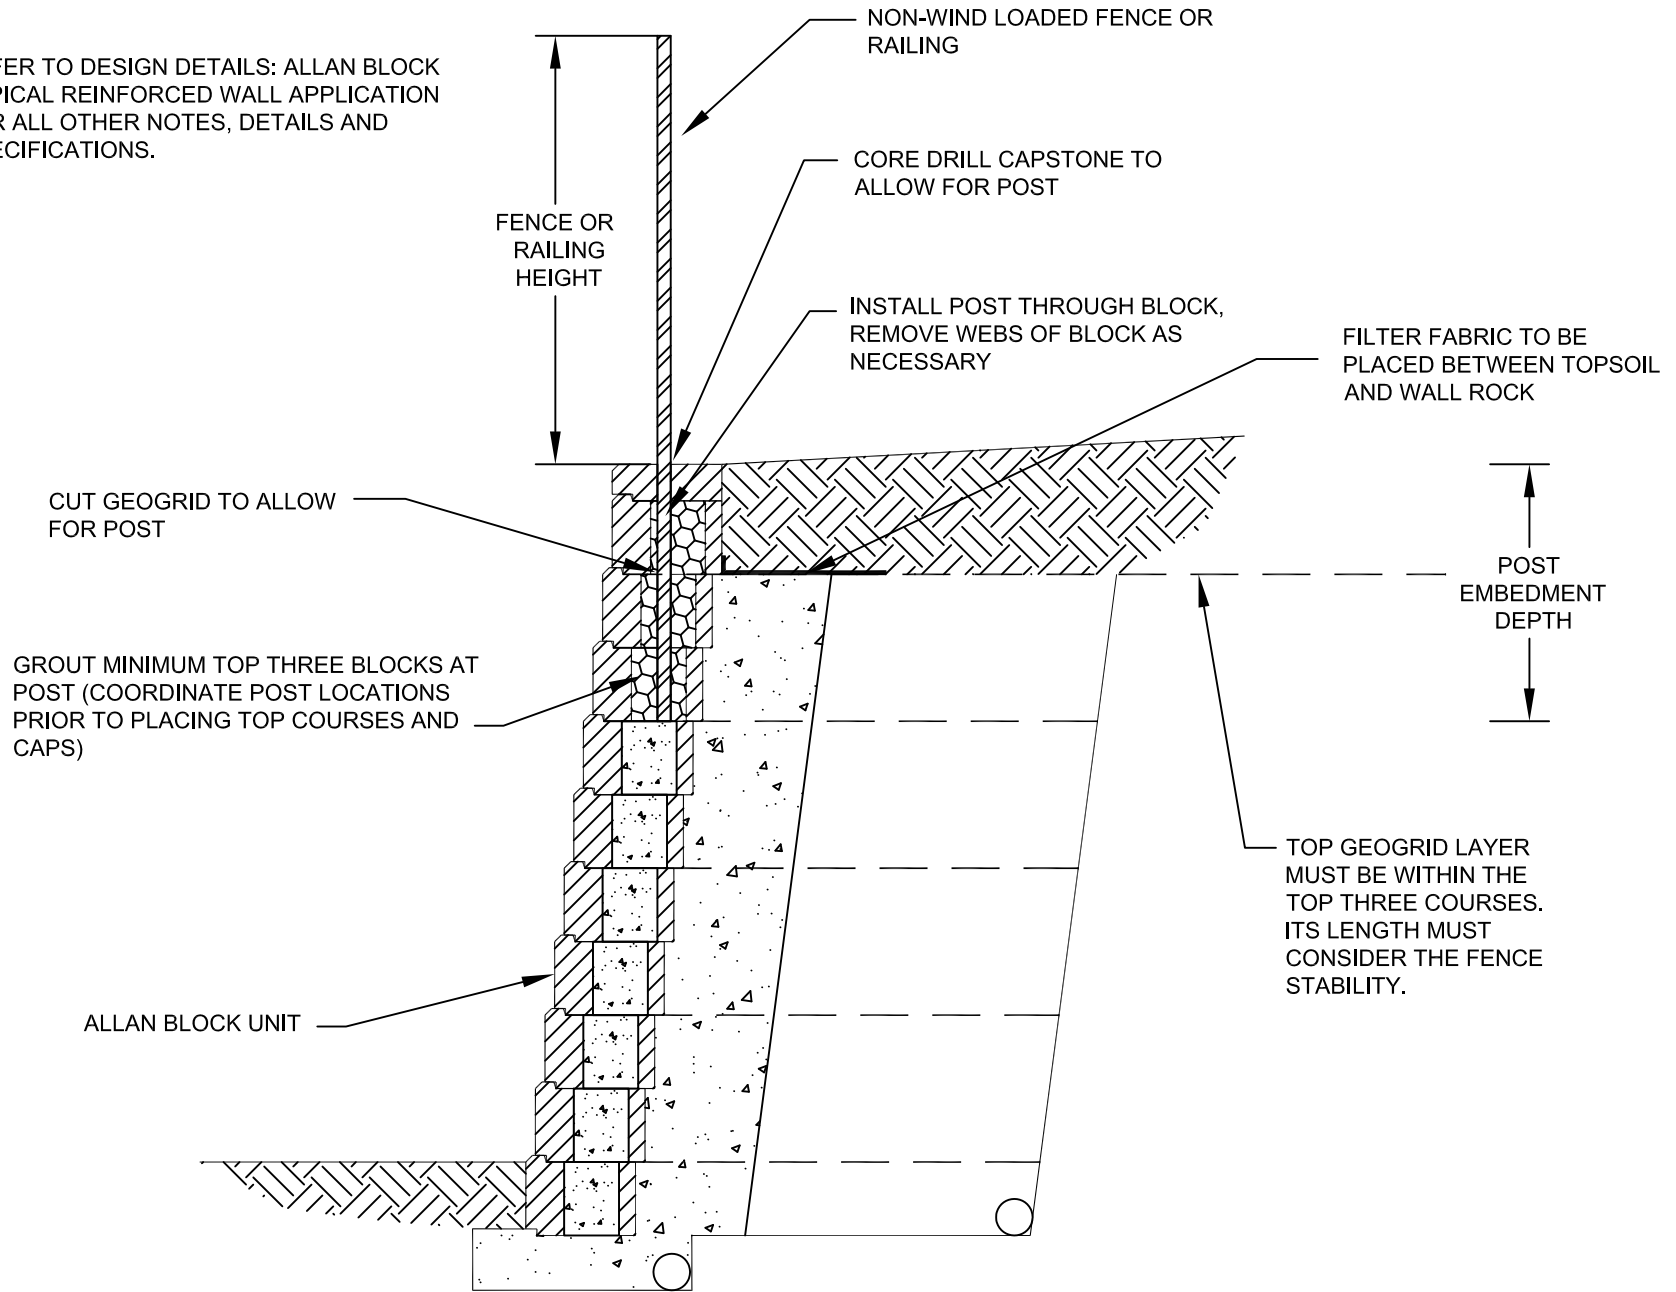 FER TO DESIGN DETAILS: ALLAN BLOCK
PICAL REINFORCED WALL APPLICATION
R ALL OTHER NOTES, DETAILS AND
ECIFICATIONS.
NON-WIND LOADED FENCE OR
RAILING
CORE DRILL CAPSTONE TO
ALLOW FOR POST
FENCE OR
RAILING
HEIGHT
INSTALL POST THROUGH BLOCK,
REMOVE WEBS OF BLOCK AS
NECESSARY
FILTER FABRIC TO BE
PLACED BETWEEN TOPSOIL
AND WALL ROCK
CUT GEOGRID TO ALLOW
FOR POST
POST
EMBEDMENT
DEPTH
GROUT MINIMUM TOP THREE BLOCKS AT
POST (COORDINATE POST LOCATIONS
PRIOR TO PLACING TOP COURSES AND
CAPS)
TOP GEOGRID LAYER
MUST BE WITHIN THE
TOP THREE COURSES.
ITS LENGTH MUST
CONSIDER THE FENCE
STABILITY.
ALLAN BLOCK UNIT